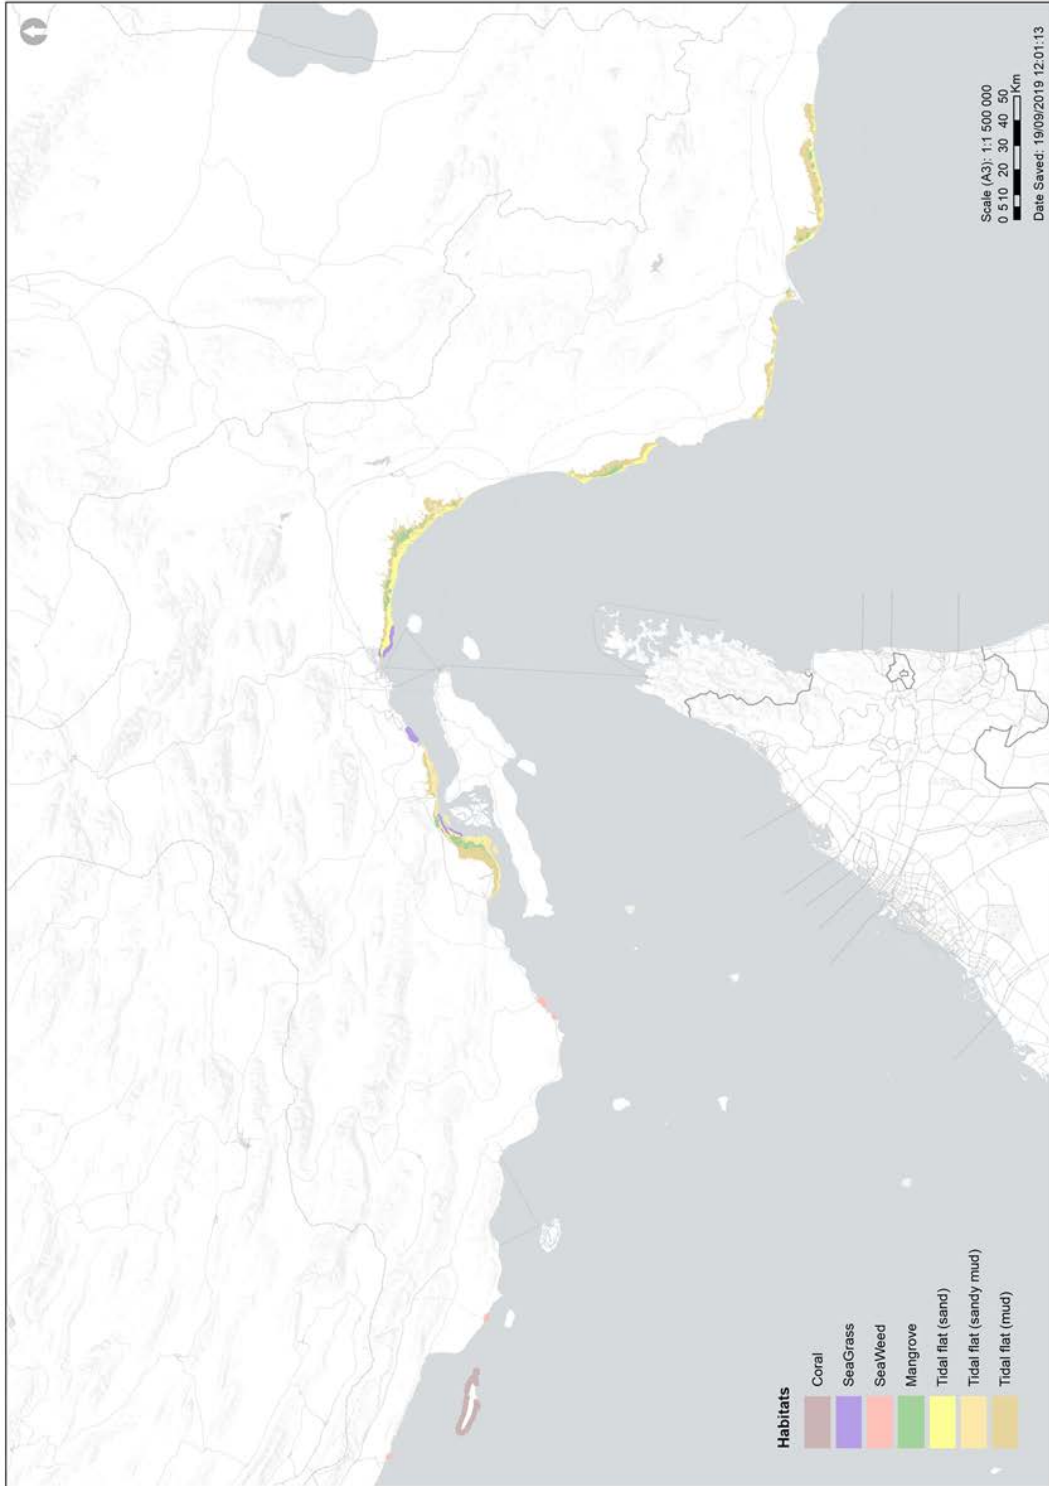 Habitats
Coral
SeaGrass
SeaWeed
Mangrove
Tidal flat (sand)
Tidal flat (sandy mud)
Tidal flat (mud)
Scale (A3): 1:1 500 000
0 5 10 20 30 40 50
Km
Date Saved: 19/09/2019 12:01:13